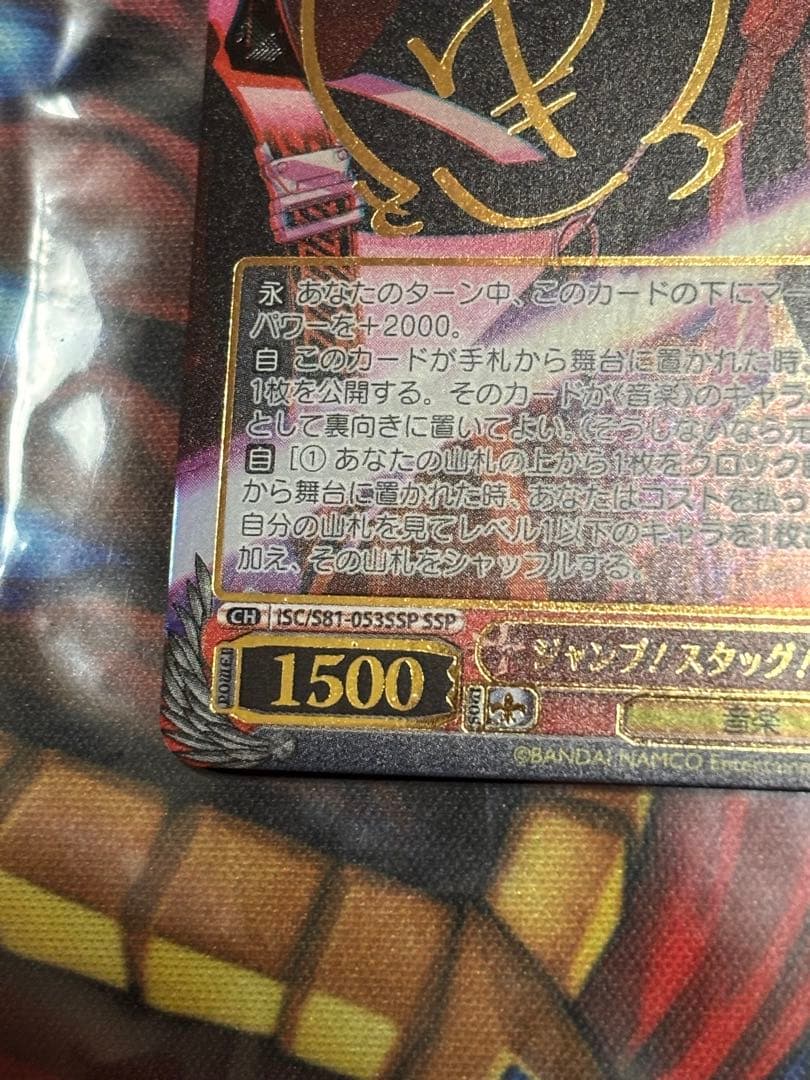 永 あなたのターン中、このカードの下にマー
パワーを+2000。
自 このカードが手札から舞台に置かれた時
1枚を公開する。そのカードが《音楽》のキャラ
として裏向きに置いてよい。(そうしないなら元
自 [① あなたの山札の上から1枚をクロック
から舞台に置かれた時、あなたはコストを払っ
自分の山札を見てレベル1以下のキャラを1枚
加え、その山札をシャッフルする。
CH ISC/S81-053SSP SSP
ジャンプ!スタッグ!
POWER 1500 SOUL
音楽
©BANDAI NAMCO Entertainm